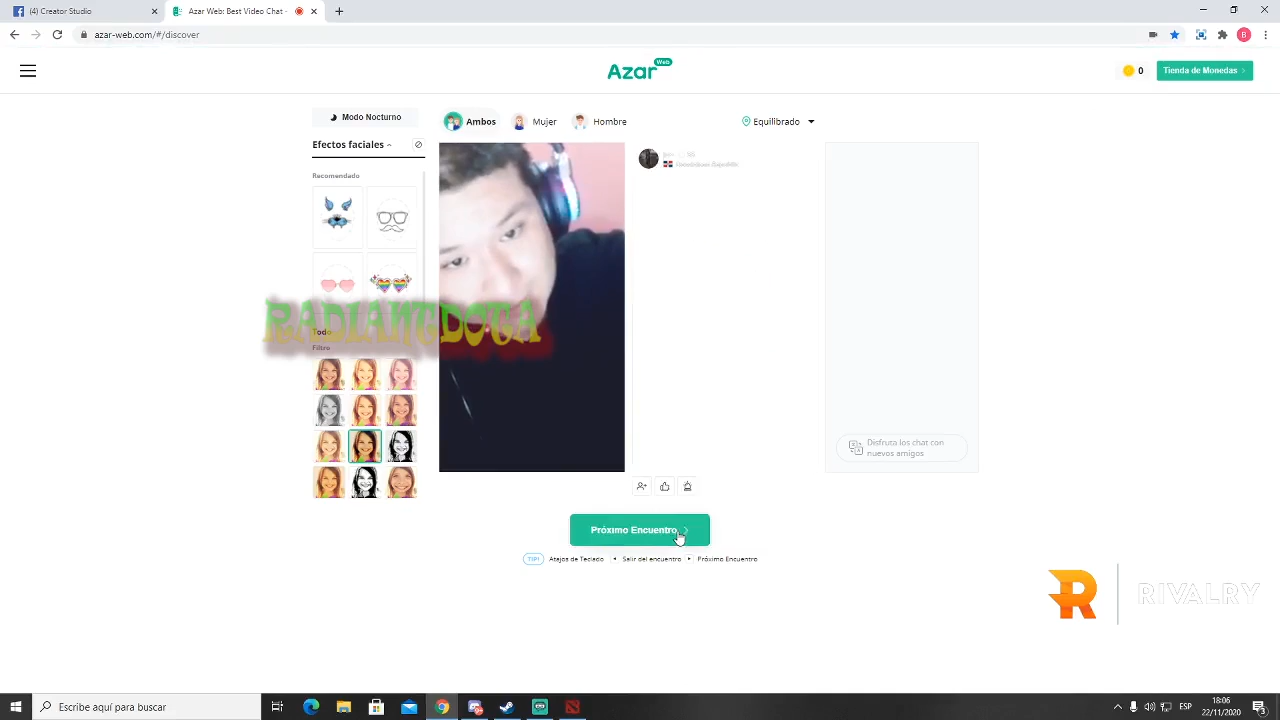 (4) Creator Studio
Azar Web: Best Video Chat -
azar-web.com/#/discover
B
Azar Web
0
Tienda de Monedas
Modo Nocturno
Ambos
Mujer
Hombre
Equilibrado
Efectos faciales
Recomendado
RADIANTDOTA
Todo
Filtro
Disfruta los chat con
nuevos amigos
Próximo Encuentro
TIP!
Atajos de Teclado
Salir del encuentro
Próximo Encuentro
RIVALRY
Escribe aquí para buscar
ESP
18:06
22/11/2020